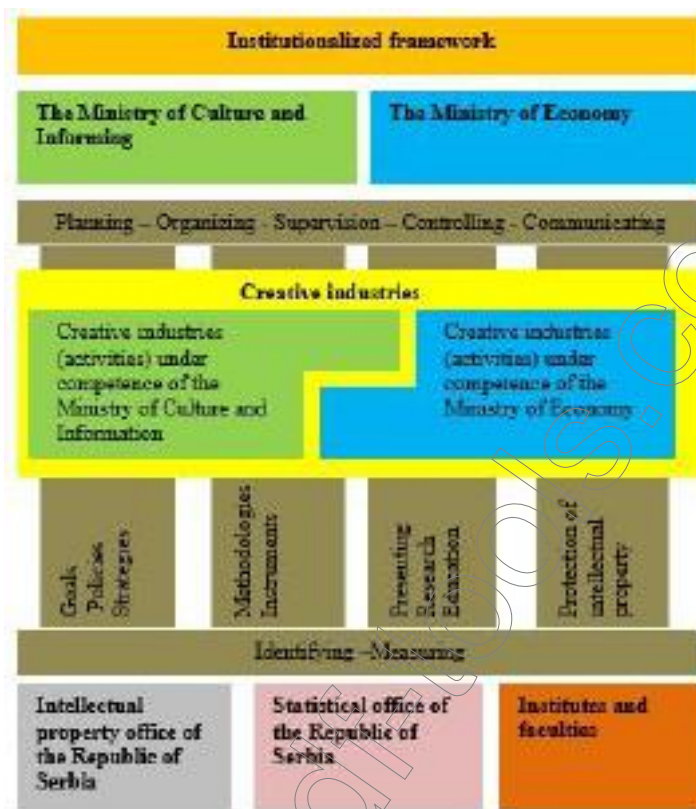 Institutionalized framework
The Ministry of Culture and
Informing
The Ministry of Economy
Planning – Organizing - Supervision – Controlling - Communicating
Creative industries
Creative industries
(activities) under
competence of the
Ministry of Culture and
Information
Creative industries
(activities) under
competence of the
Ministry of Economy
Goals,
Policies,
Strategies
Methodologies
Instruments
Presenting
Research
Education
Protection of
intellectual
property
Identifying –Measuring
Intellectual
property office of
the Republic of
Serbia
Statistical office of
the Republic of
Serbia
Institutes and
faculties